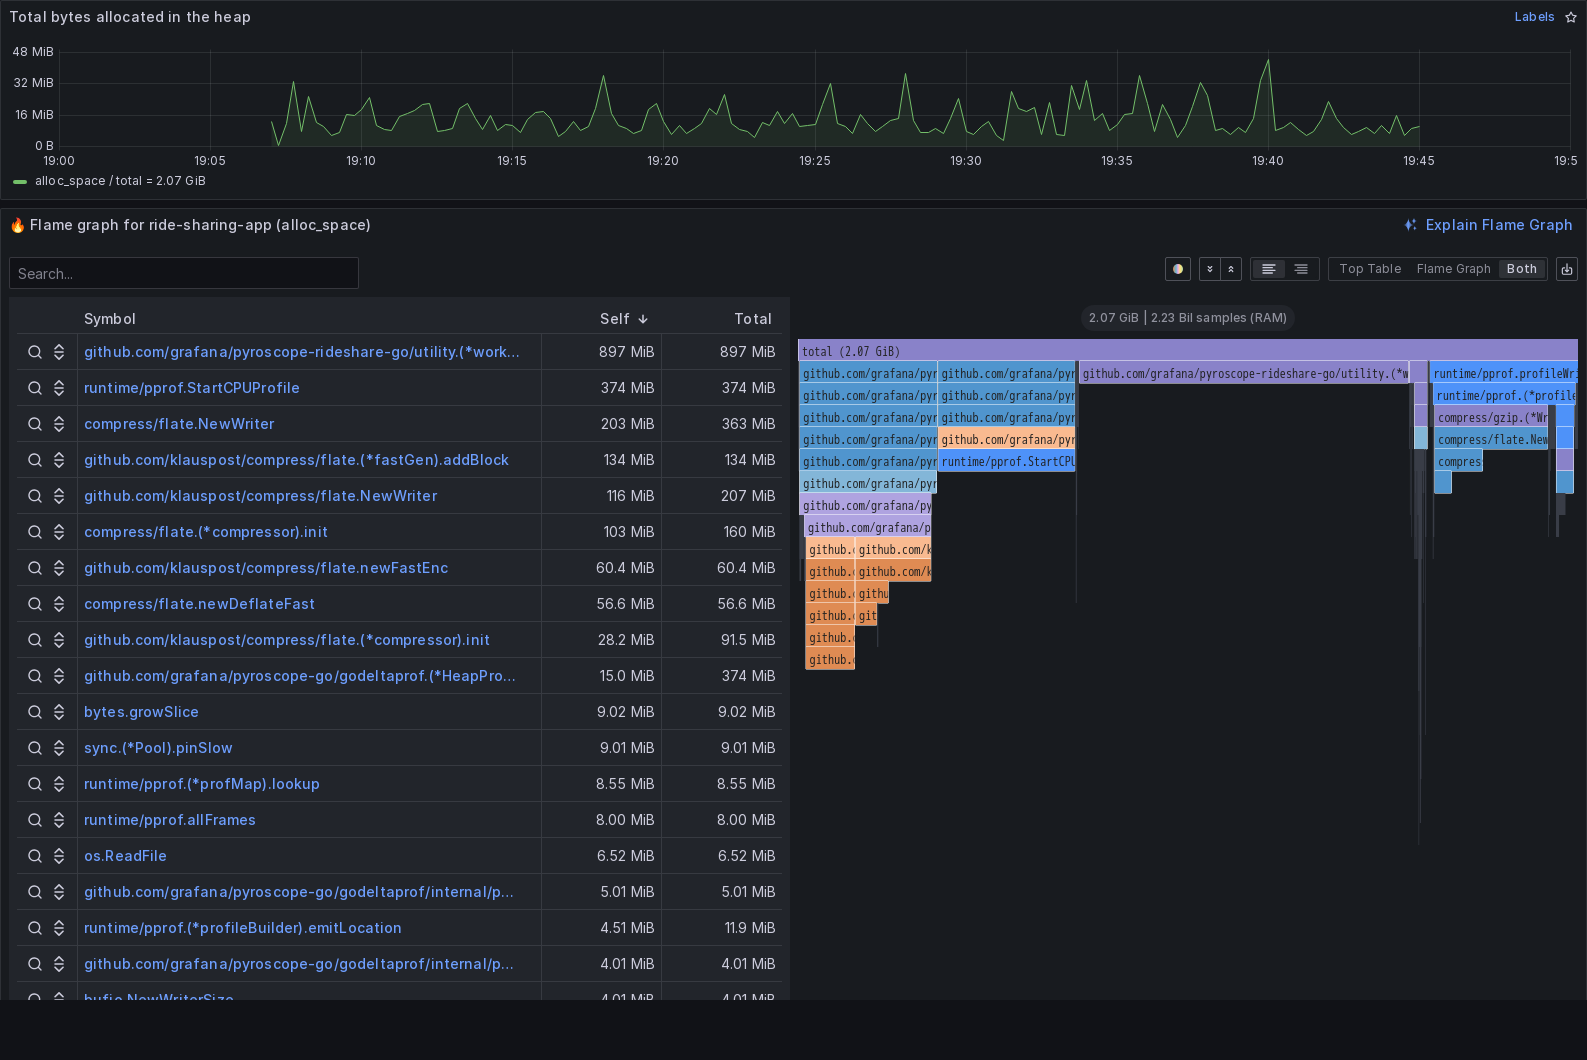 Total bytes allocated in the heap
Labels
48 MiB
32 MiB
16 MiB
0 B
19:00 19:05 19:10 19:15 19:20 19:25 19:30 19:35 19:40 19:45 19:5
alloc_space / total = 2.07 GiB
Flame graph for ride-sharing-app (alloc_space)
Explain Flame Graph
Search...
Top Table Flame Graph Both
Symbol Self Total
github.com/grafana/pyroscope-rideshare-go/utility.(*work... 897 MiB 897 MiB
runtime/pprof.StartCPUProfile 374 MiB 374 MiB
compress/flate.NewWriter 203 MiB 363 MiB
github.com/klauspost/compress/flate.(*fastGen).addBlock 134 MiB 134 MiB
github.com/klauspost/compress/flate.NewWriter 116 MiB 207 MiB
compress/flate.(*compressor).init 103 MiB 160 MiB
github.com/klauspost/compress/flate.newFastEnc 60.4 MiB 60.4 MiB
compress/flate.newDeflateFast 56.6 MiB 56.6 MiB
github.com/klauspost/compress/flate.(*compressor).init 28.2 MiB 91.5 MiB
github.com/grafana/pyroscope-go/godeltaprof.(*HeapPro... 15.0 MiB 374 MiB
bytes.growSlice 9.02 MiB 9.02 MiB
sync.(*Pool).pinSlow 9.01 MiB 9.01 MiB
runtime/pprof.(*profMap).lookup 8.55 MiB 8.55 MiB
runtime/pprof.allFrames 8.00 MiB 8.00 MiB
os.ReadFile 6.52 MiB 6.52 MiB
github.com/grafana/pyroscope-go/godeltaprof/internal/p... 5.01 MiB 5.01 MiB
runtime/pprof.(*profileBuilder).emitLocation 4.51 MiB 11.9 MiB
github.com/grafana/pyroscope-go/godeltaprof/internal/p... 4.01 MiB 4.01 MiB
bufio.NewWriterSize 4.01 MiB 4.01 MiB
2.07 GiB | 2.23 Bil samples (RAM)
total (2.07 GiB)
github.com/grafana/pyr github.com/grafana/pyr github.com/grafana/pyroscope-rideshare-go/utility.(*w runtime/pprof.profileWri
github.com/grafana/pyr github.com/grafana/pyr runtime/pprof.(*profile
github.com/grafana/pyr github.com/grafana/pyr compress/gzip.(*Wr
github.com/grafana/pyr github.com/grafana/pyr compress/flate.New
github.com/grafana/pyr runtime/pprof.StartCPU compres
github.com/grafana/pyr
github.com/grafana/py
github.com/grafana/p
github. github.com/k
github. github.com/k
github. githu
github. git
github.
github.